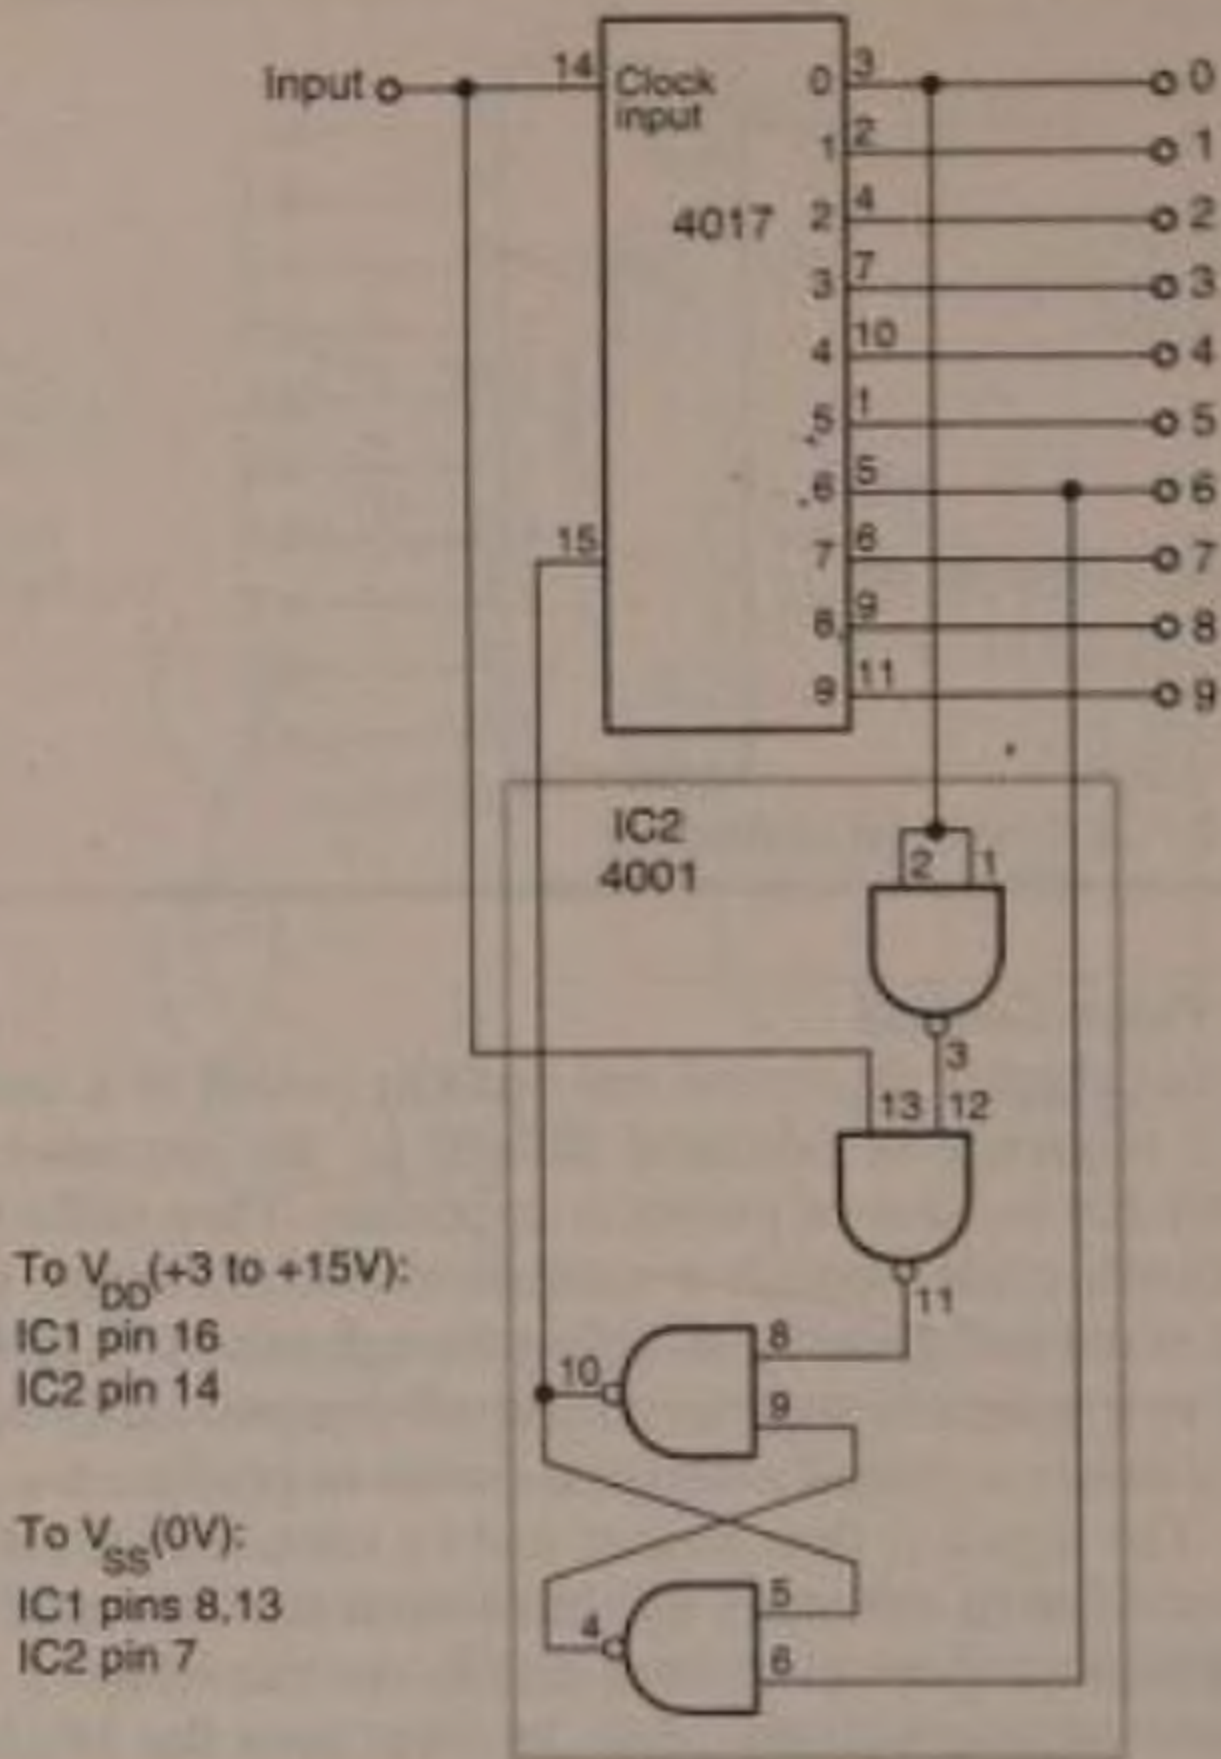 Input
14
Clock
input
4017
0 3 0
1 2 1
2 4 2
3 7 3
4 10 4
5 1 5
6 5 6
15
7 6 7
8 9 8
9 11 9
IC2
4001
2 1
3
13 12
11
8
10
9
5
4
6
To VDD(+3 to +15V):
IC1 pin 16
IC2 pin 14
To VSS(0V):
IC1 pins 8,13
IC2 pin 7